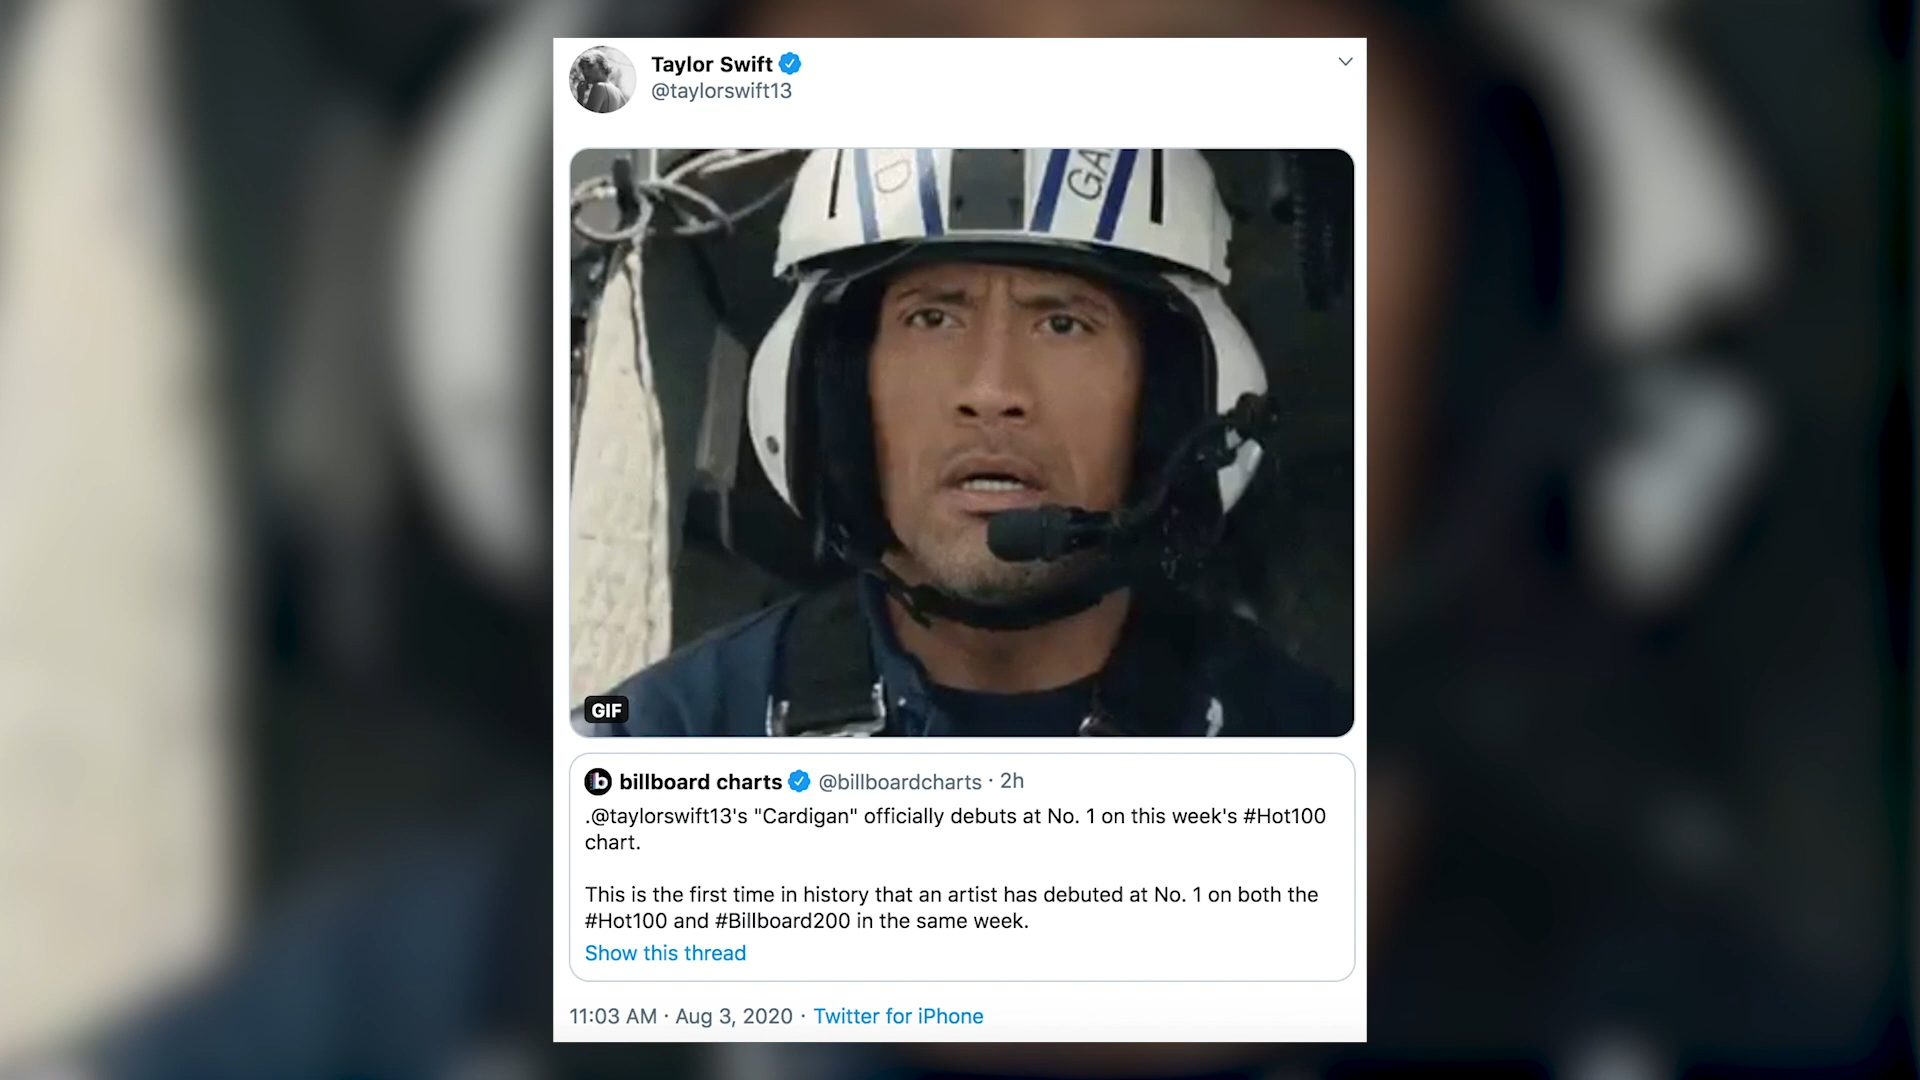 Taylor Swift
@taylorswift13
GA
GIF
billboard charts @billboardcharts · 2h
.@taylorswift13's "Cardigan" officially debuts at No. 1 on this week's #Hot100
chart.
This is the first time in history that an artist has debuted at No. 1 on both the
#Hot100 and #Billboard200 in the same week.
Show this thread
11:03 AM · Aug 3, 2020 · Twitter for iPhone